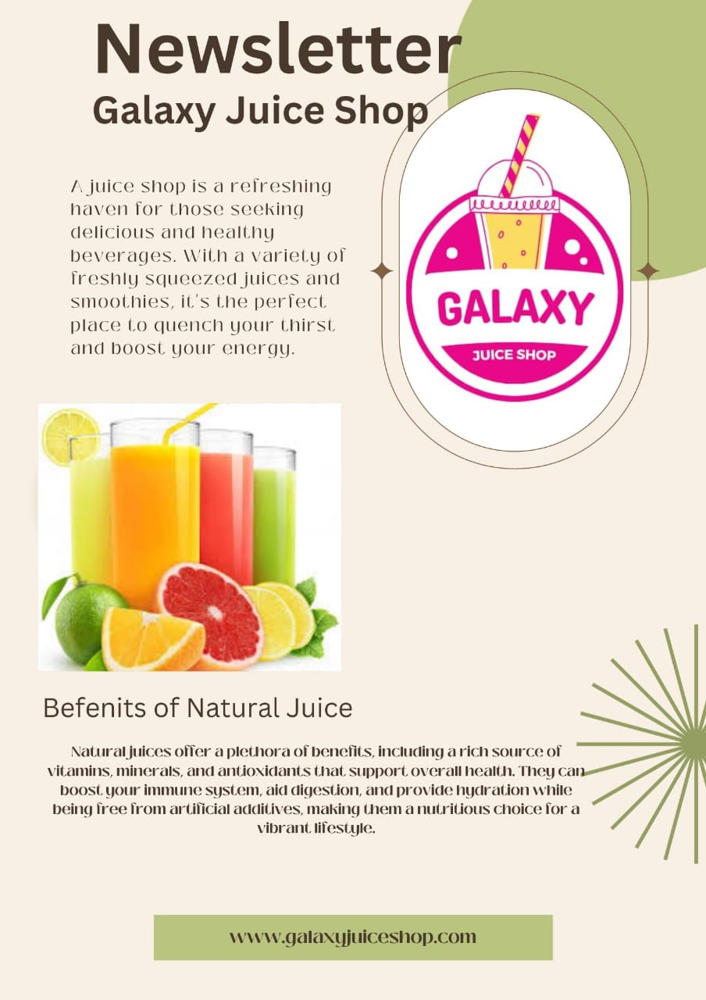 Newsletter
Galaxy Juice Shop
A juice shop is a refreshing
haven for those seeking
delicious and healthy
beverages. With a variety of
freshly squeezed juices and
smoothies, it's the perfect
place to quench your thirst
and boost your energy.
GALAXY
JUICE SHOP
Befenits of Natural Juice
Natural juices offer a plethora of benefits, including a rich source of
vitamins, minerals, and antioxidants that support overall health. They can
boost your immune system, aid digestion, and provide hydration while
being free from artificial additives, making them a nutritious choice for a
vibrant lifestyle.
www.galaxyjuiceshop.com